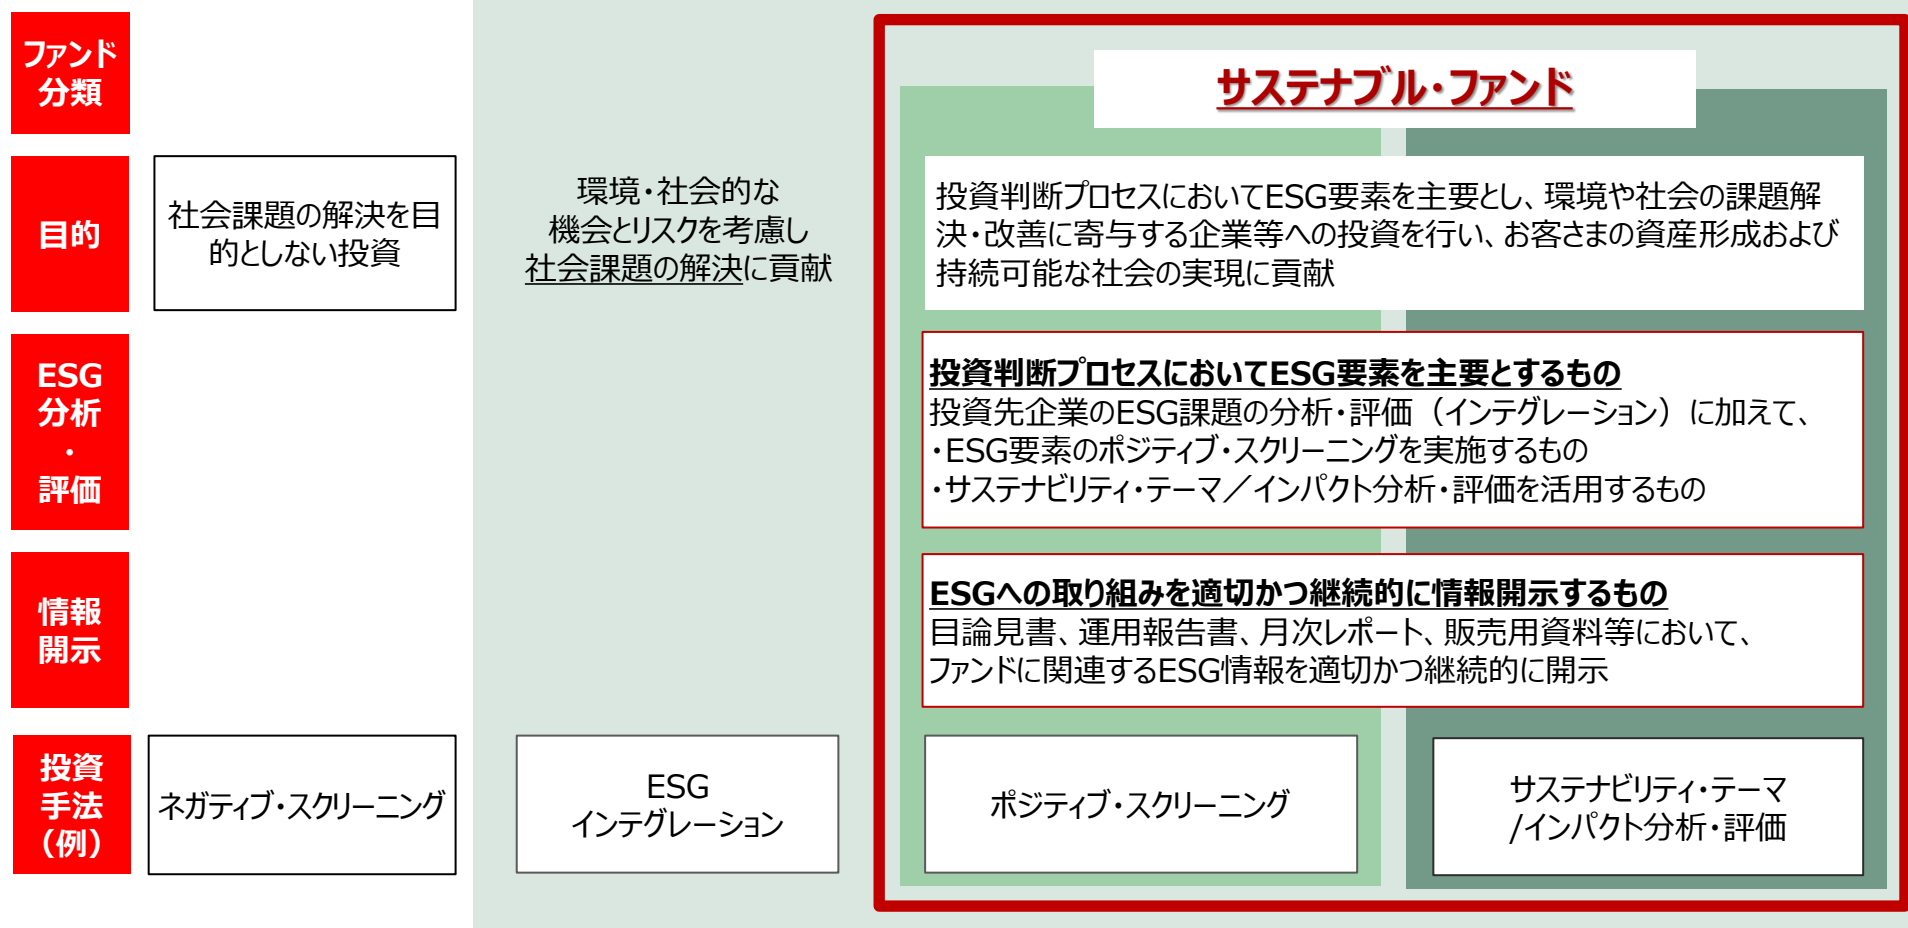 ファンド
分類
サステナブル・ファンド
目的
社会課題の解決を目
的としない投資
環境・社会的な
機会とリスクを考慮し
社会課題の解決に貢献
投資判断プロセスにおいてESG要素を主要とし、環境や社会の課題解
決・改善に寄与する企業等への投資を行い、お客さまの資産形成および
持続可能な社会の実現に貢献
ESG
分析
・
評価
投資判断プロセスにおいてESG要素を主要とするもの
投資先企業のESG課題の分析・評価（インテグレーション）に加えて、
・ESG要素のポジティブ・スクリーニングを実施するもの
・サステナビリティ・テーマ／インパクト分析・評価を活用するもの
情報
開示
ESGへの取り組みを適切かつ継続的に情報開示するもの
目論見書、運用報告書、月次レポート、販売用資料等において、
ファンドに関連するESG情報を適切かつ継続的に開示
投資
手法
（例）
ネガティブ・スクリーニング
ESG
インテグレーション
ポジティブ・スクリーニング
サステナビリティ・テーマ
/インパクト分析・評価